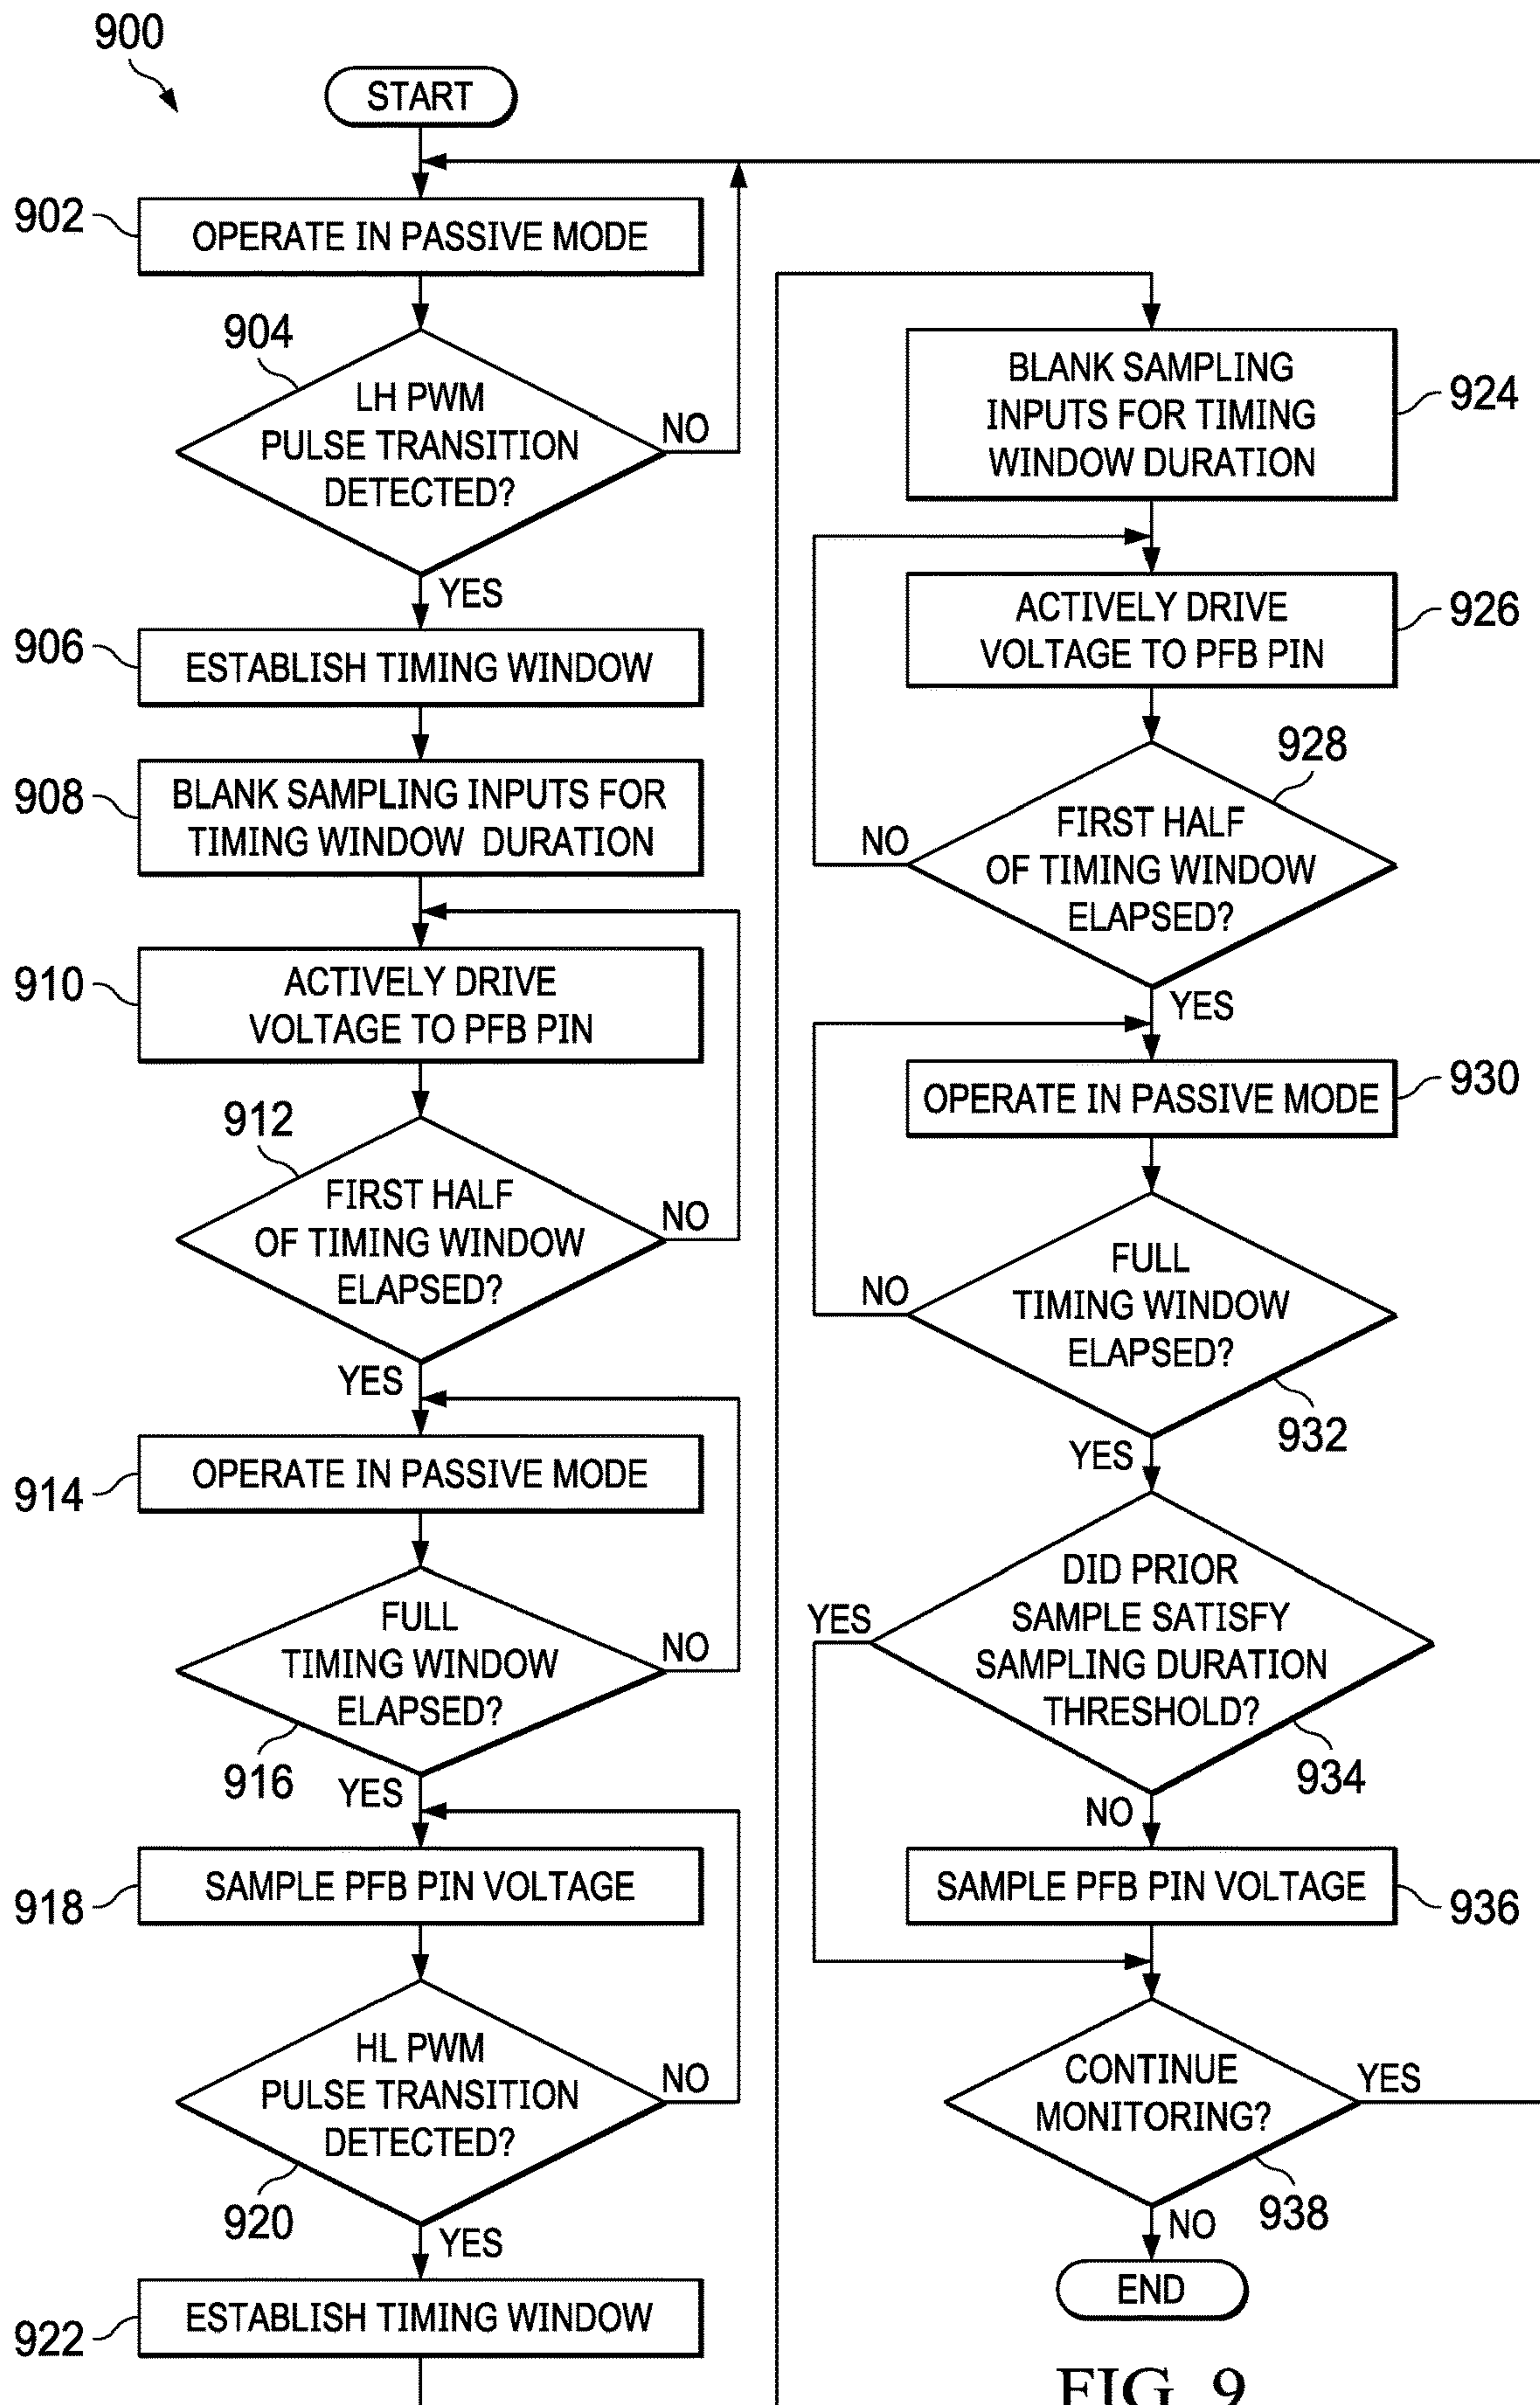 900
START
902
OPERATE IN PASSIVE MODE
904
LH PWM
PULSE TRANSITION
DETECTED?
NO
YES
906
ESTABLISH TIMING WINDOW
908
BLANK SAMPLING INPUTS FOR
TIMING WINDOW DURATION
910
ACTIVELY DRIVE
VOLTAGE TO PFB PIN
912
FIRST HALF
OF TIMING WINDOW
ELAPSED?
NO
YES
914
OPERATE IN PASSIVE MODE
FULL
TIMING WINDOW
ELAPSED?
NO
916
YES
918
SAMPLE PFB PIN VOLTAGE
HL PWM
PULSE TRANSITION
DETECTED?
NO
920
YES
922
ESTABLISH TIMING WINDOW
BLANK SAMPLING
INPUTS FOR TIMING
WINDOW DURATION
924
ACTIVELY DRIVE
VOLTAGE TO PFB PIN
926
928
FIRST HALF
OF TIMING WINDOW
ELAPSED?
NO
YES
OPERATE IN PASSIVE MODE
930
FULL
TIMING WINDOW
ELAPSED?
NO
932
YES
DID PRIOR
SAMPLE SATISFY
SAMPLING DURATION
THRESHOLD?
YES
934
NO
SAMPLE PFB PIN VOLTAGE
936
CONTINUE
MONITORING?
YES
938
NO
END
FIG. 9